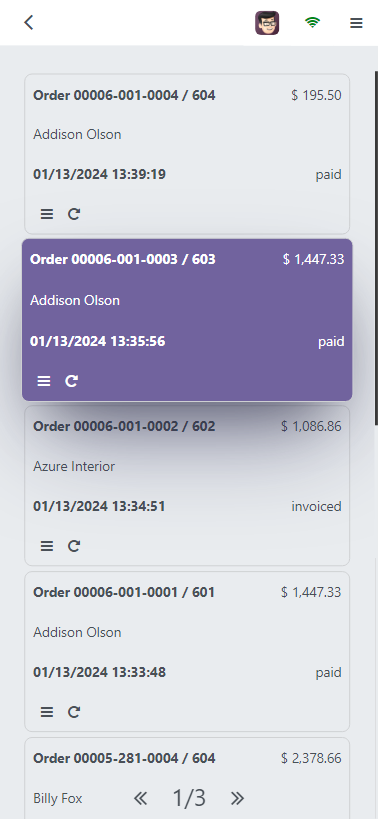 Order 00006-001-0004 / 604 $ 195.50
Addison Olson
01/13/2024 13:39:19 paid
Order 00006-001-0003 / 603 $ 1,447.33
Addison Olson
01/13/2024 13:35:56 paid
Order 00006-001-0002 / 602 $ 1,086.86
Azure Interior
01/13/2024 13:34:51 invoiced
Order 00006-001-0001 / 601 $ 1,447.33
Addison Olson
01/13/2024 13:33:48 paid
Order 00005-281-0004 / 604 $ 2,378.66
Billy Fox
1/3